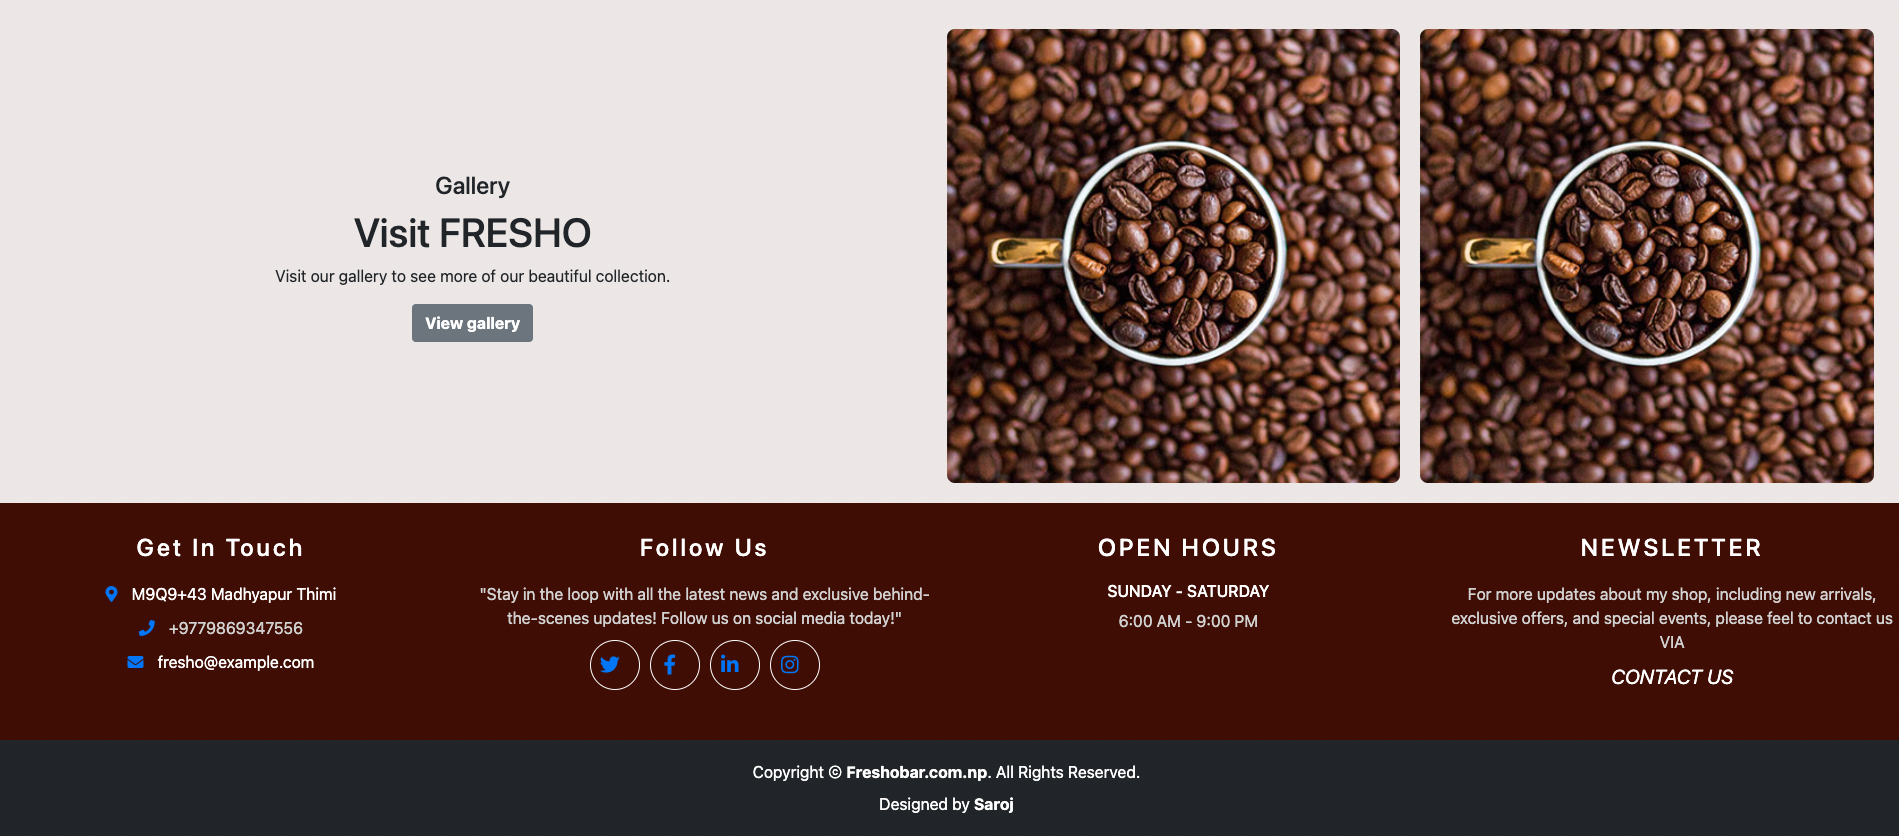 Gallery
Visit FRESHO
Visit our gallery to see more of our beautiful collection.
View gallery
Get In Touch
M9Q9+43 Madhyapur Thimi
+9779869347556
fresho@example.com
Follow Us
"Stay in the loop with all the latest news and exclusive behind-
the-scenes updates! Follow us on social media today!"
OPEN HOURS
SUNDAY - SATURDAY
6:00 AM - 9:00 PM
NEWSLETTER
For more updates about my shop, including new arrivals,
exclusive offers, and special events, please feel to contact us
VIA
CONTACT US
Copyright © Freshobar.com.np. All Rights Reserved.
Designed by Saroj